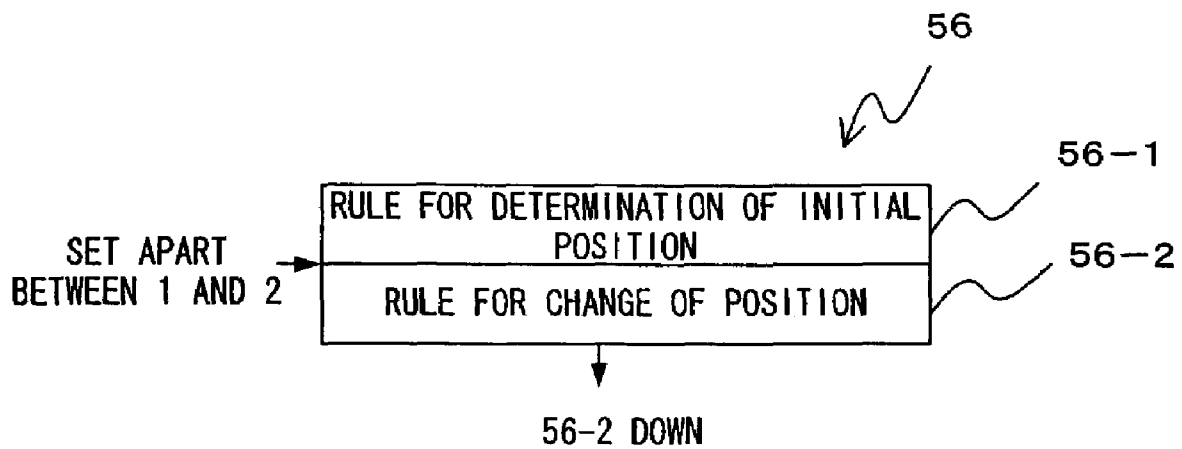 56
56-1
RULE FOR DETERMINATION OF INITIAL
POSITION
SET APART
BETWEEN 1 AND 2
56-2
RULE FOR CHANGE OF POSITION
56-2 DOWN